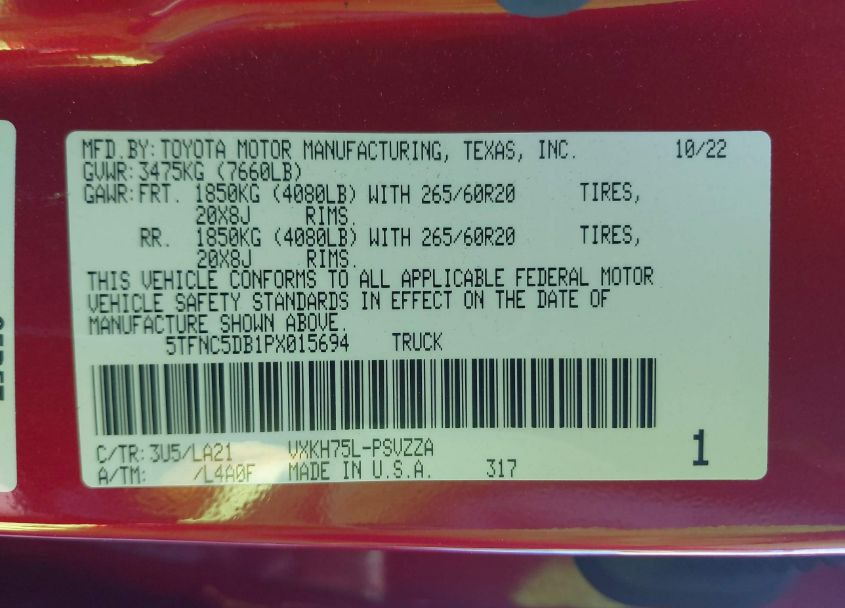 MFD.BY: TOYOTA MOTOR MANUFACTURING, TEXAS, INC. 10/22
GVWR: 3475KG (7660LB)
GAWR: FRT. 1850KG (4080LB) WITH 265/60R20 TIRES,
20X8J RIMS.
RR. 1850KG (4080LB) WITH 265/60R20 TIRES,
20X8J RIMS.
THIS VEHICLE CONFORMS TO ALL APPLICABLE FEDERAL MOTOR
VEHICLE SAFETY STANDARDS IN EFFECT ON THE DATE OF
MANUFACTURE SHOWN ABOVE.
5TFNC5DB1PX015694 TRUCK
C/TR: 3U5/LA21 VXKH75L-PSVZZA 1
A/TM: /L4A0F MADE IN U.S.A. 317